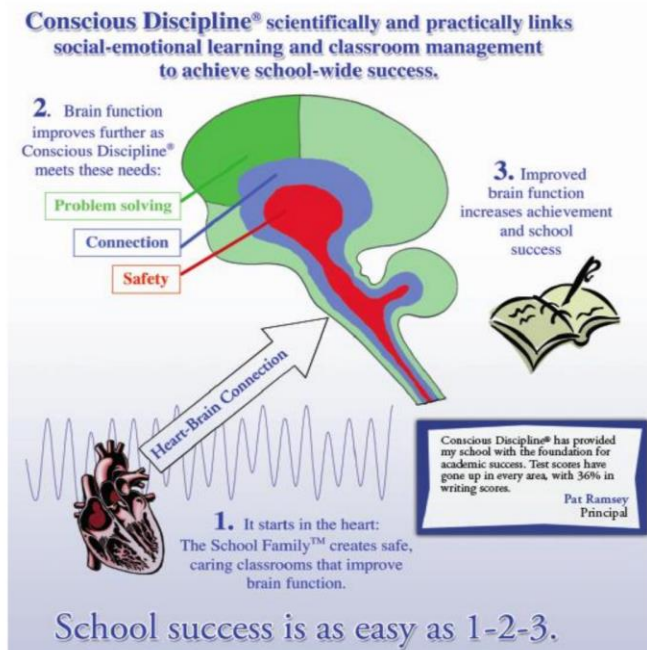 Conscious Discipline® scientifically and practically links
social-emotional learning and classroom management
to achieve school-wide success.
2. Brain function
improves further as
Conscious Discipline®
meets these needs:
Problem solving
Connection
Safety
3. Improved
brain function
increases achievement
and school
success
Heart-Brain Connection
Conscious Discipline® has provided
my school with the foundation for
academic success. Test scores have
gone up in every area, with 36% in
writing scores.
Pat Ramsey
Principal
1. It starts in the heart:
The School Family™ creates safe,
caring classrooms that improve
brain function.
School success is as easy as 1-2-3.